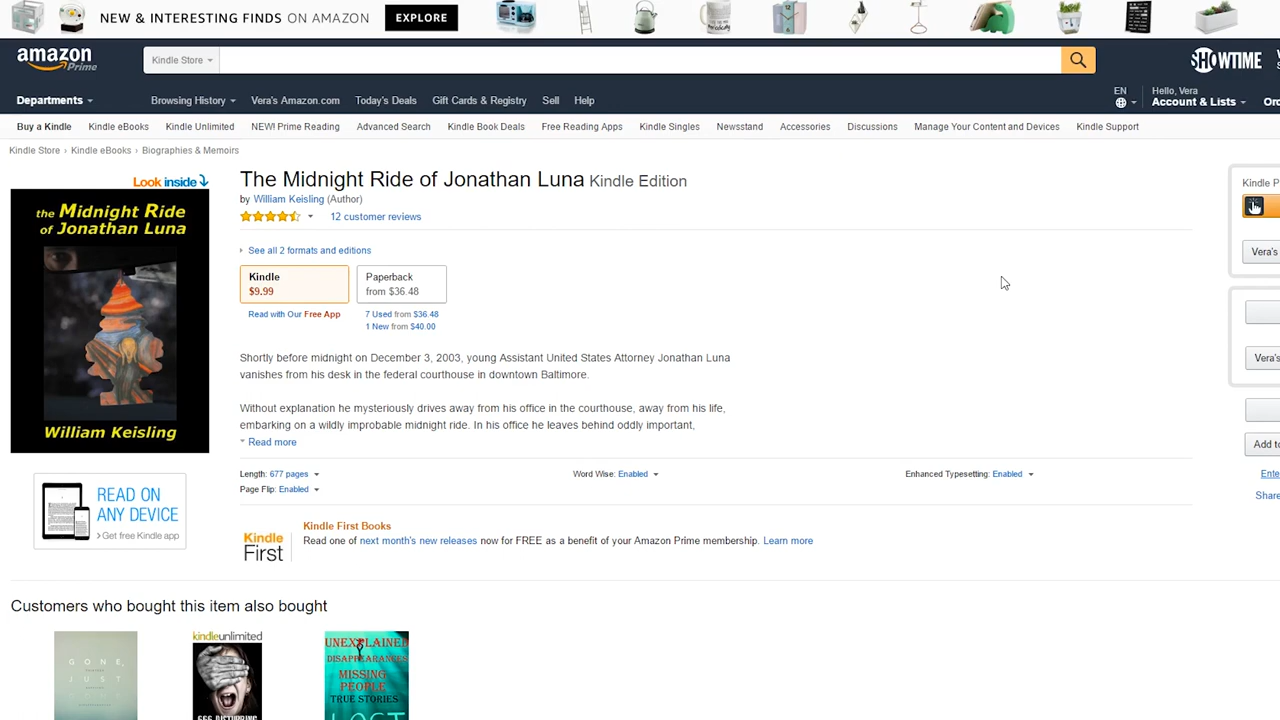 NEW & INTERESTING FINDS ON AMAZON EXPLORE
amazon Prime
Kindle Store
SHOWTIME
Departments
Browsing History Vera's Amazon.com Today's Deals Gift Cards & Registry Sell Help
EN
Hello, Vera
Account & Lists
Buy a Kindle Kindle eBooks Kindle Unlimited NEW! Prime Reading Advanced Search Kindle Book Deals Free Reading Apps Kindle Singles Newsstand Accessories Discussions Manage Your Content and Devices Kindle Support
Kindle Store › Kindle eBooks › Biographies & Memoirs
Look inside
the Midnight Ride
of Jonathan Luna
William Keisling
READ ON
ANY DEVICE
Get free Kindle app
The Midnight Ride of Jonathan Luna Kindle Edition
by William Keisling (Author)
12 customer reviews
See all 2 formats and editions
Kindle
$9.99
Paperback
from $36.48
Read with Our Free App
7 Used from $36.48
1 New from $40.00
Shortly before midnight on December 3, 2003, young Assistant United States Attorney Jonathan Luna
vanishes from his desk in the federal courthouse in downtown Baltimore.
Without explanation he mysteriously drives away from his office in the courthouse, away from his life,
embarking on a wildly improbable midnight ride. In his office he leaves behind oddly important,
Read more
Length: 677 pages Word Wise: Enabled Enhanced Typesetting: Enabled
Page Flip: Enabled
Kindle First
Kindle First Books
Read one of next month's new releases now for FREE as a benefit of your Amazon Prime membership. Learn more
Kindle P
Vera's
Vera's
Add to
Share
Customers who bought this item also bought
GONE,
JUST
kindleunlimited
666 DISTURBING
UNEXPLAINED
DISAPPEARANCES
MISSING
PEOPLE
TRUE STORIES
LOST